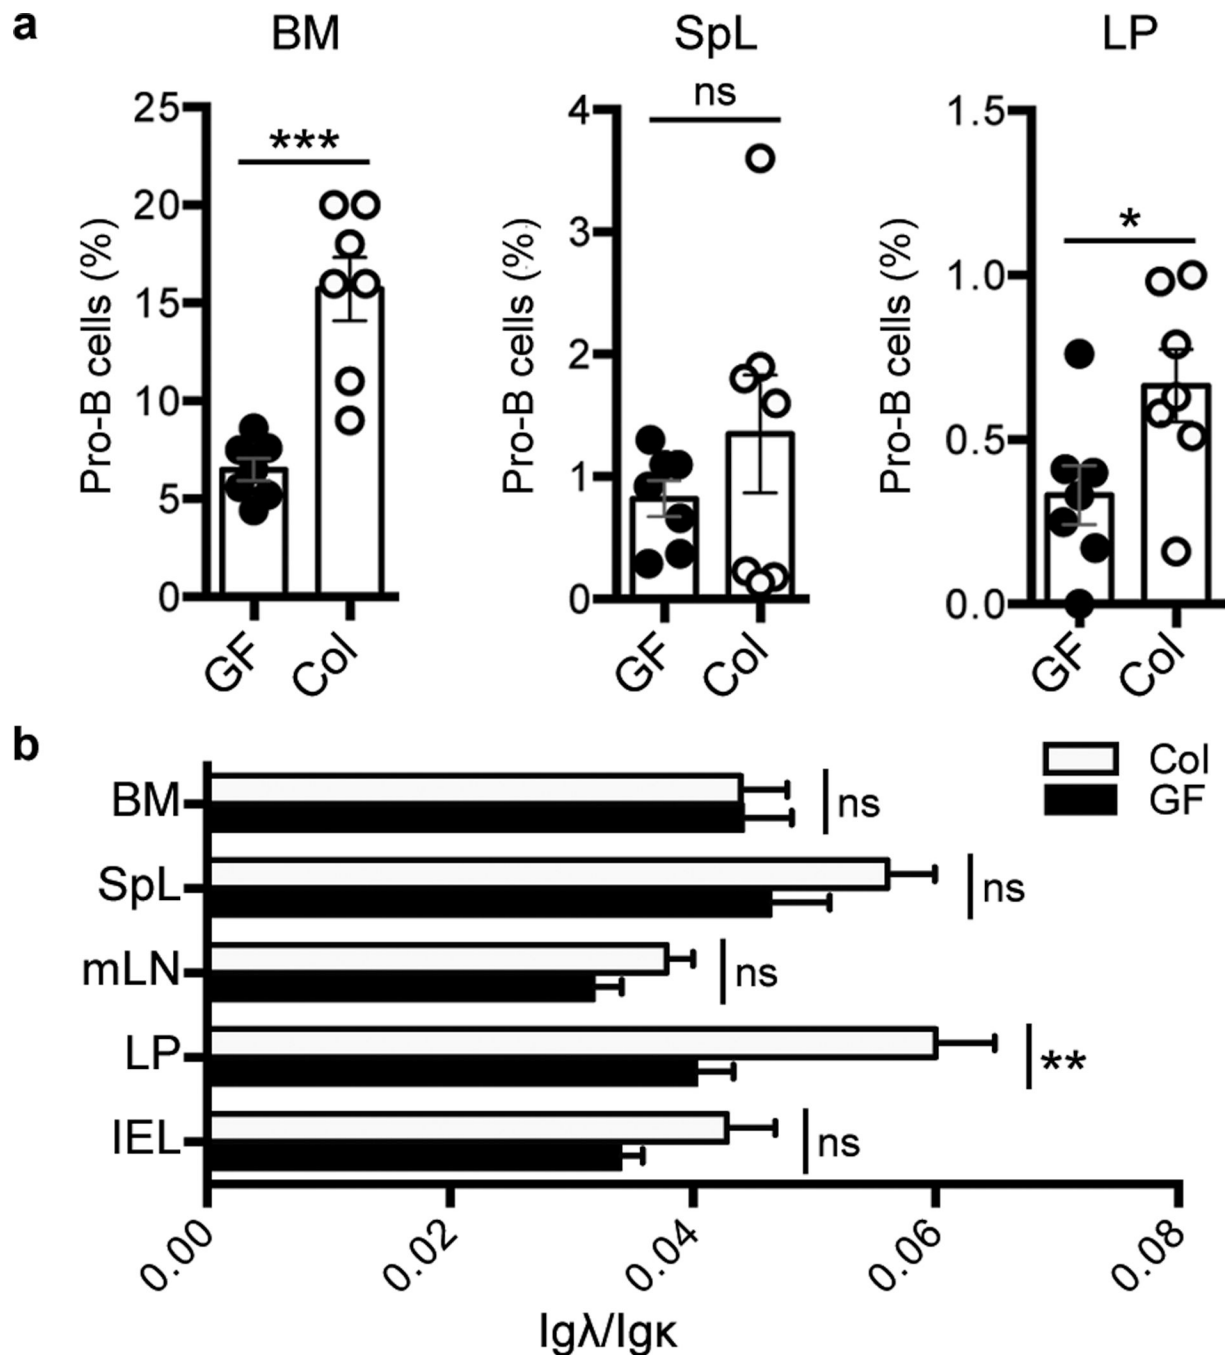 a
BM
SpL
LP
Pro-B cells (%)
25
20
15
10
5
0
***
GF
Col
Pro-B cells (%)
4
3
2
1
0
ns
GF
Col
Pro-B cells (%)
1.5
1.0
0.5
0.0
*
GF
Col
b
Col
GF
BM
ns
SpL
ns
mLN
ns
LP
**
IEL
ns
0.00
0.02
0.04
0.06
0.08
Igλ/Igκ